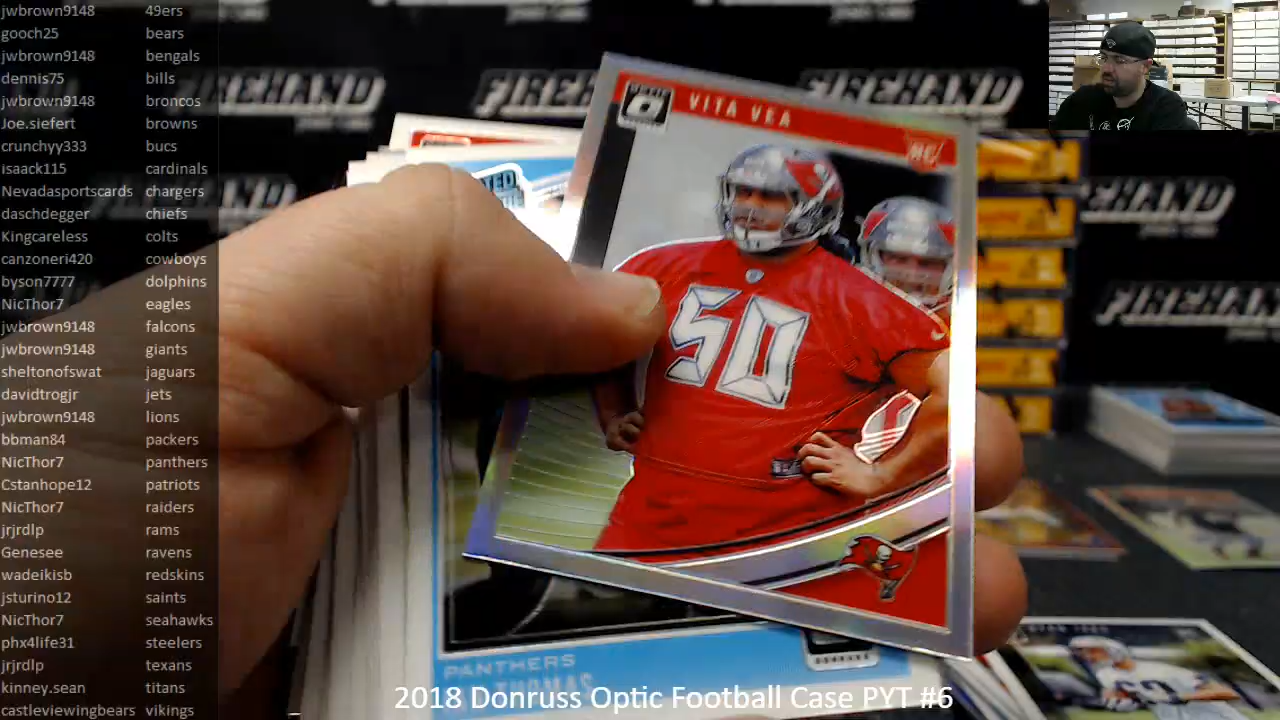 jwbrown9148 49ers
gooch25 bears
jwbrown9148 bengals
dennis75 bills
jwbrown9148 broncos
Joe.siefert browns
crunchyy333 bucs
isaack115 cardinals
Nevadasportscards chargers
daschdegger chiefs
Kingcareless colts
canzoneri420 cowboys
byson7777 dolphins
NicThor7 eagles
jwbrown9148 falcons
jwbrown9148 giants
sheltonofswat jaguars
davidtrogjr jets
jwbrown9148 lions
bbman84 packers
NicThor7 panthers
Cstanhope12 patriots
NicThor7 raiders
jrjrdlp rams
Genesee ravens
wadeikisb redskins
jsturino12 saints
NicThor7 seahawks
phx4life31 steelers
jrjrdlp texans
kinney.sean titans
castleviewingbears vikings
VITA VEA
50
PANTHERS
THOMAS
FIREHAND
FIREHAND
2018 Donruss Optic Football Case PYT #6